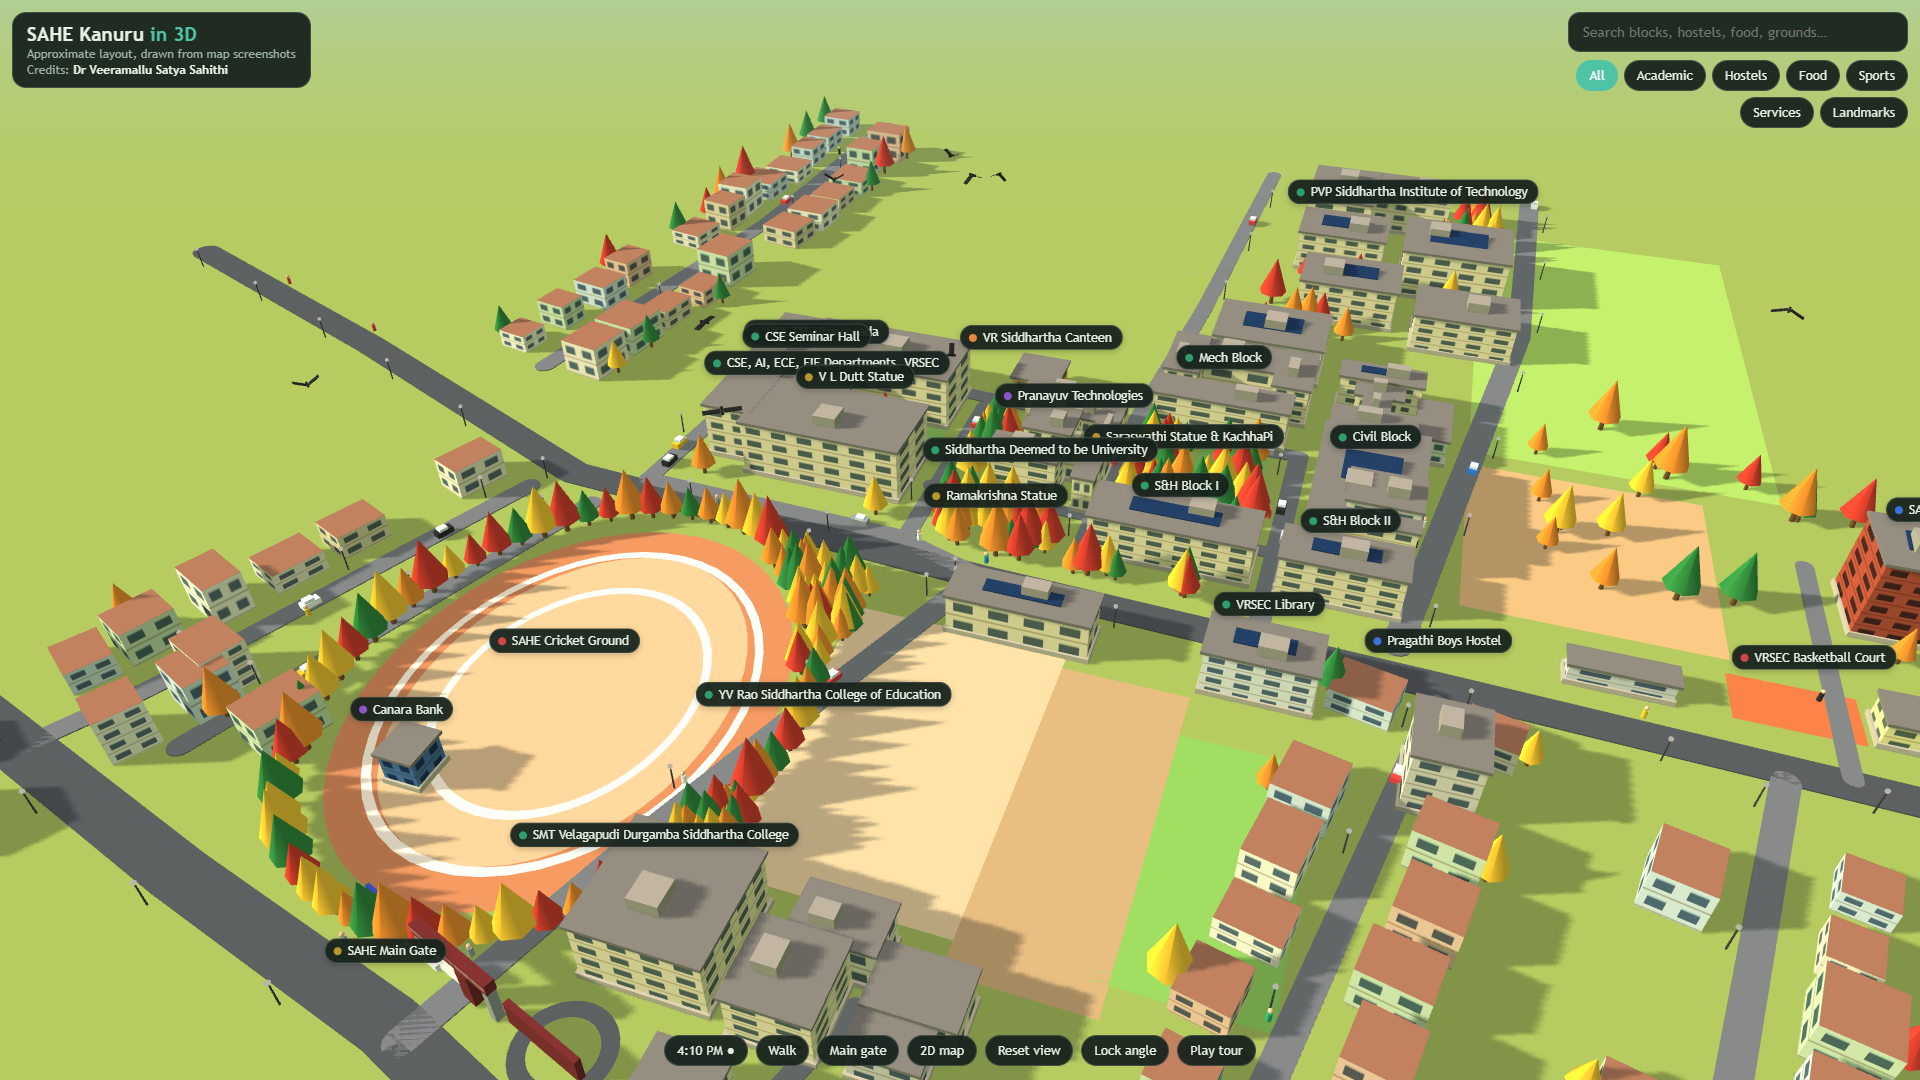 SAHE Kanuru in 3D
Approximate layout, drawn from map screenshots
Credits: Dr Veeramallu Satya Sahithi
Search blocks, hostels, food, grounds...
All
Academic
Hostels
Food
Sports
Services
Landmarks
PVP Siddhartha Institute of Technology
CSE Seminar Hall
VR Siddhartha Canteen
CSE, AI, ECE, EIE Departments, VRSEC
V L Dutt Statue
Mech Block
Pranayuv Technologies
Saraswathi Statue & KachhaPi
Civil Block
Siddhartha Deemed to be University
S&H Block I
Ramakrishna Statue
SA
S&H Block II
VRSEC Library
SAHE Cricket Ground
Pragathi Boys Hostel
VRSEC Basketball Court
YV Rao Siddhartha College of Education
Canara Bank
SMT Velagapudi Durgamba Siddhartha College
SAHE Main Gate
4:10 PM
Walk
Main gate
2D map
Reset view
Lock angle
Play tour